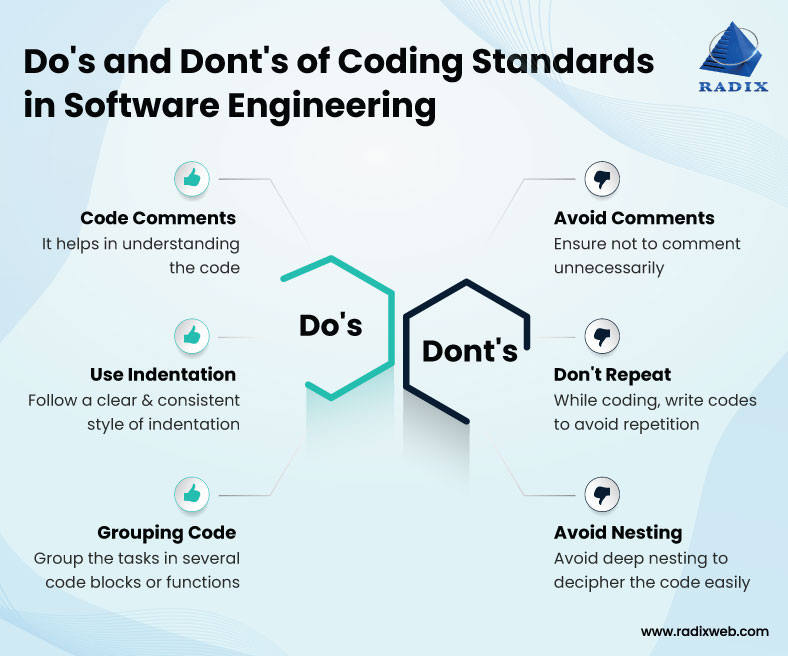 Do's and Dont's of Coding Standards
in Software Engineering
RADIX
Code Comments
It helps in understanding
the code
Use Indentation
Follow a clear & consistent
style of indentation
Grouping Code
Group the tasks in several
code blocks or functions
Do's
Dont's
Avoid Comments
Ensure not to comment
unnecessarily
Don't Repeat
While coding, write codes
to avoid repetition
Avoid Nesting
Avoid deep nesting to
decipher the code easily
www.radixweb.com